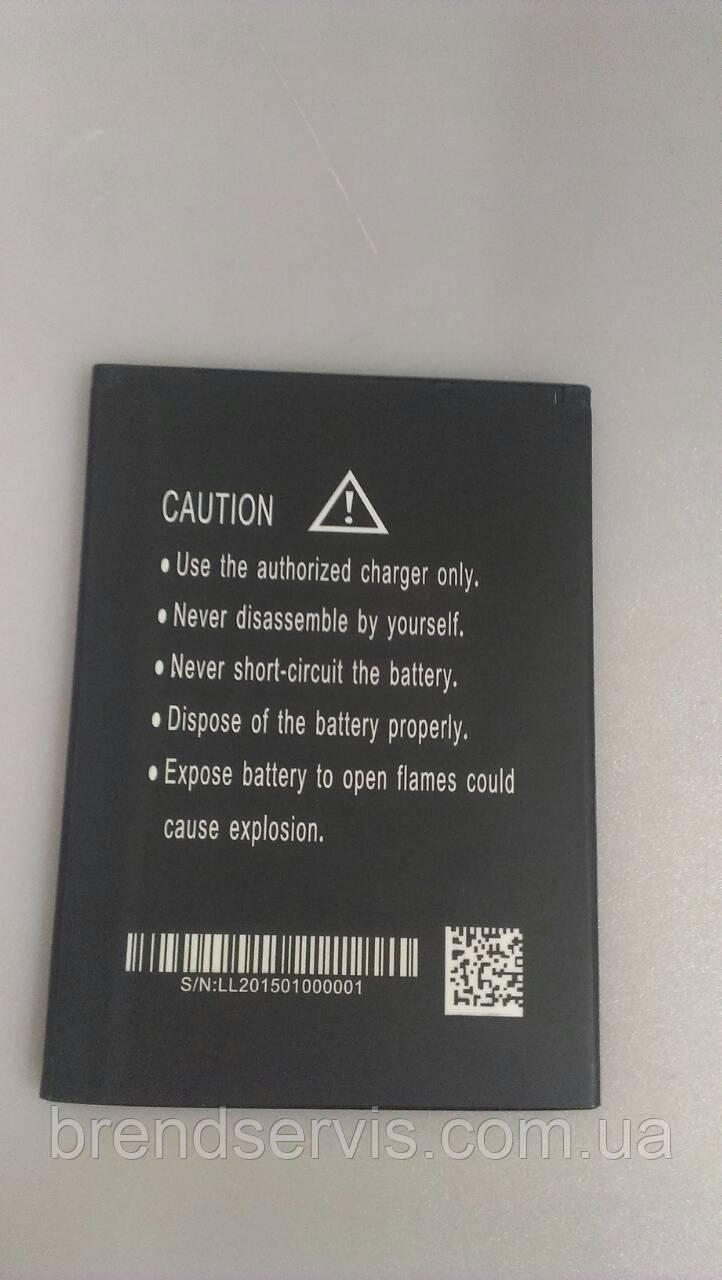 CAUTION
• Use the authorized charger only.
• Never disassemble by yourself.
• Never short-circuit the battery.
• Dispose of the battery properly.
• Expose battery to open flames could
cause explosion.
S/N:LL201501000001
brendservis.com.ua